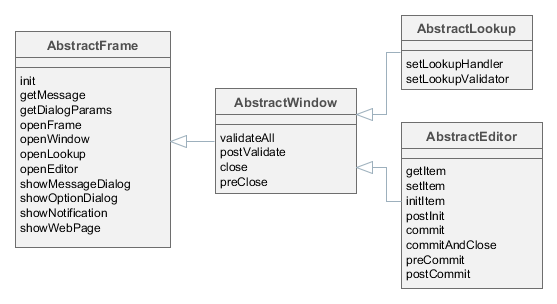 AbstractFrame
init
getMessage
getDialogParams
openFrame
openWindow
openLookup
openEditor
showMessageDialog
showOptionDialog
showNotification
showWebPage
AbstractWindow
validateAll
postValidate
close
preClose
AbstractLookup
setLookupHandler
setLookupValidator
AbstractEditor
getItem
setItem
initItem
postInit
commit
commitAndClose
preCommit
postCommit